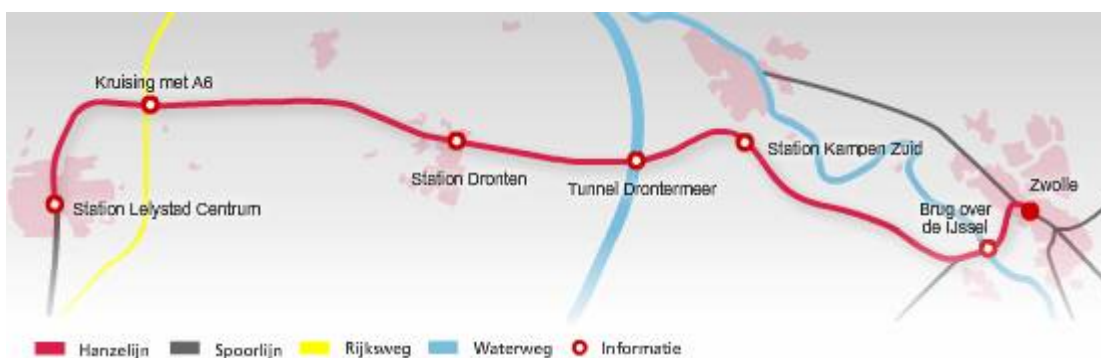 Kruising met A6
Station Lelystad Centrum
Station Dronten
Tunnel Drontermeer
Station Kampen Zuid
Brug over
de IJssel
Zwolle
Hanzelijn
Spoorlijn
Rijksweg
Waterweg
Informatie